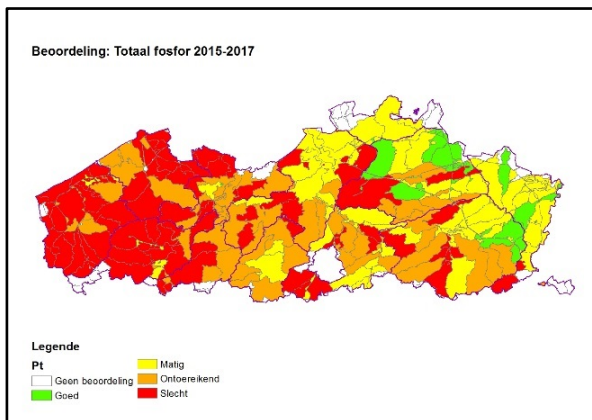 Beoordeling: Totaal fosfor 2015-2017
Legende
Pt
Geen beoordeling
Goed
Matig
Ontoereikend
Slecht